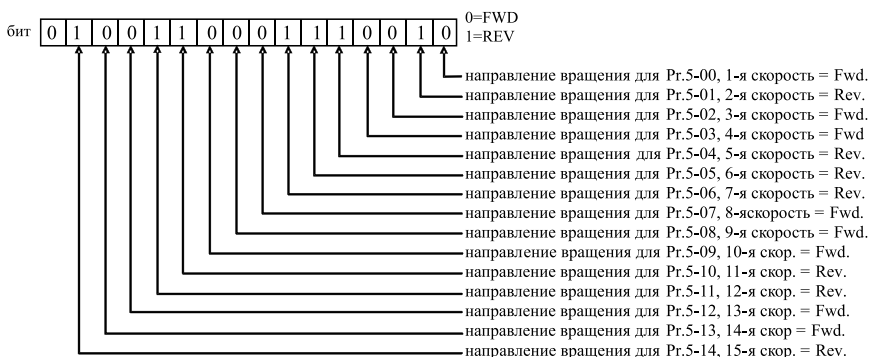 0=FWD
бит 0 1 0 0 1 1 0 0 0 1 1 1 0 0 1 0 1=REV
направление вращения для Pr.5-00, 1-я скорость = Fwd.
направление вращения для Pr.5-01, 2-я скорость = Rev.
направление вращения для Pr.5-02, 3-я скорость = Fwd.
направление вращения для Pr.5-03, 4-я скорость = Fwd
направление вращения для Pr.5-04, 5-я скорость = Rev.
направление вращения для Pr.5-05, 6-я скорость = Rev.
направление вращения для Pr.5-06, 7-я скорость = Rev.
направление вращения для Pr.5-07, 8-яскорость = Fwd.
направление вращения для Pr.5-08, 9-я скорость = Fwd.
направление вращения для Pr.5-09, 10-я скор. = Fwd.
направление вращения для Pr.5-10, 11-я скор. = Rev.
направление вращения для Pr.5-11, 12-я скор. = Rev.
направление вращения для Pr.5-12, 13-я скор. = Fwd.
направление вращения для Pr.5-13, 14-я скор = Fwd.
направление вращения для Pr.5-14, 15-я скор. = Rev.